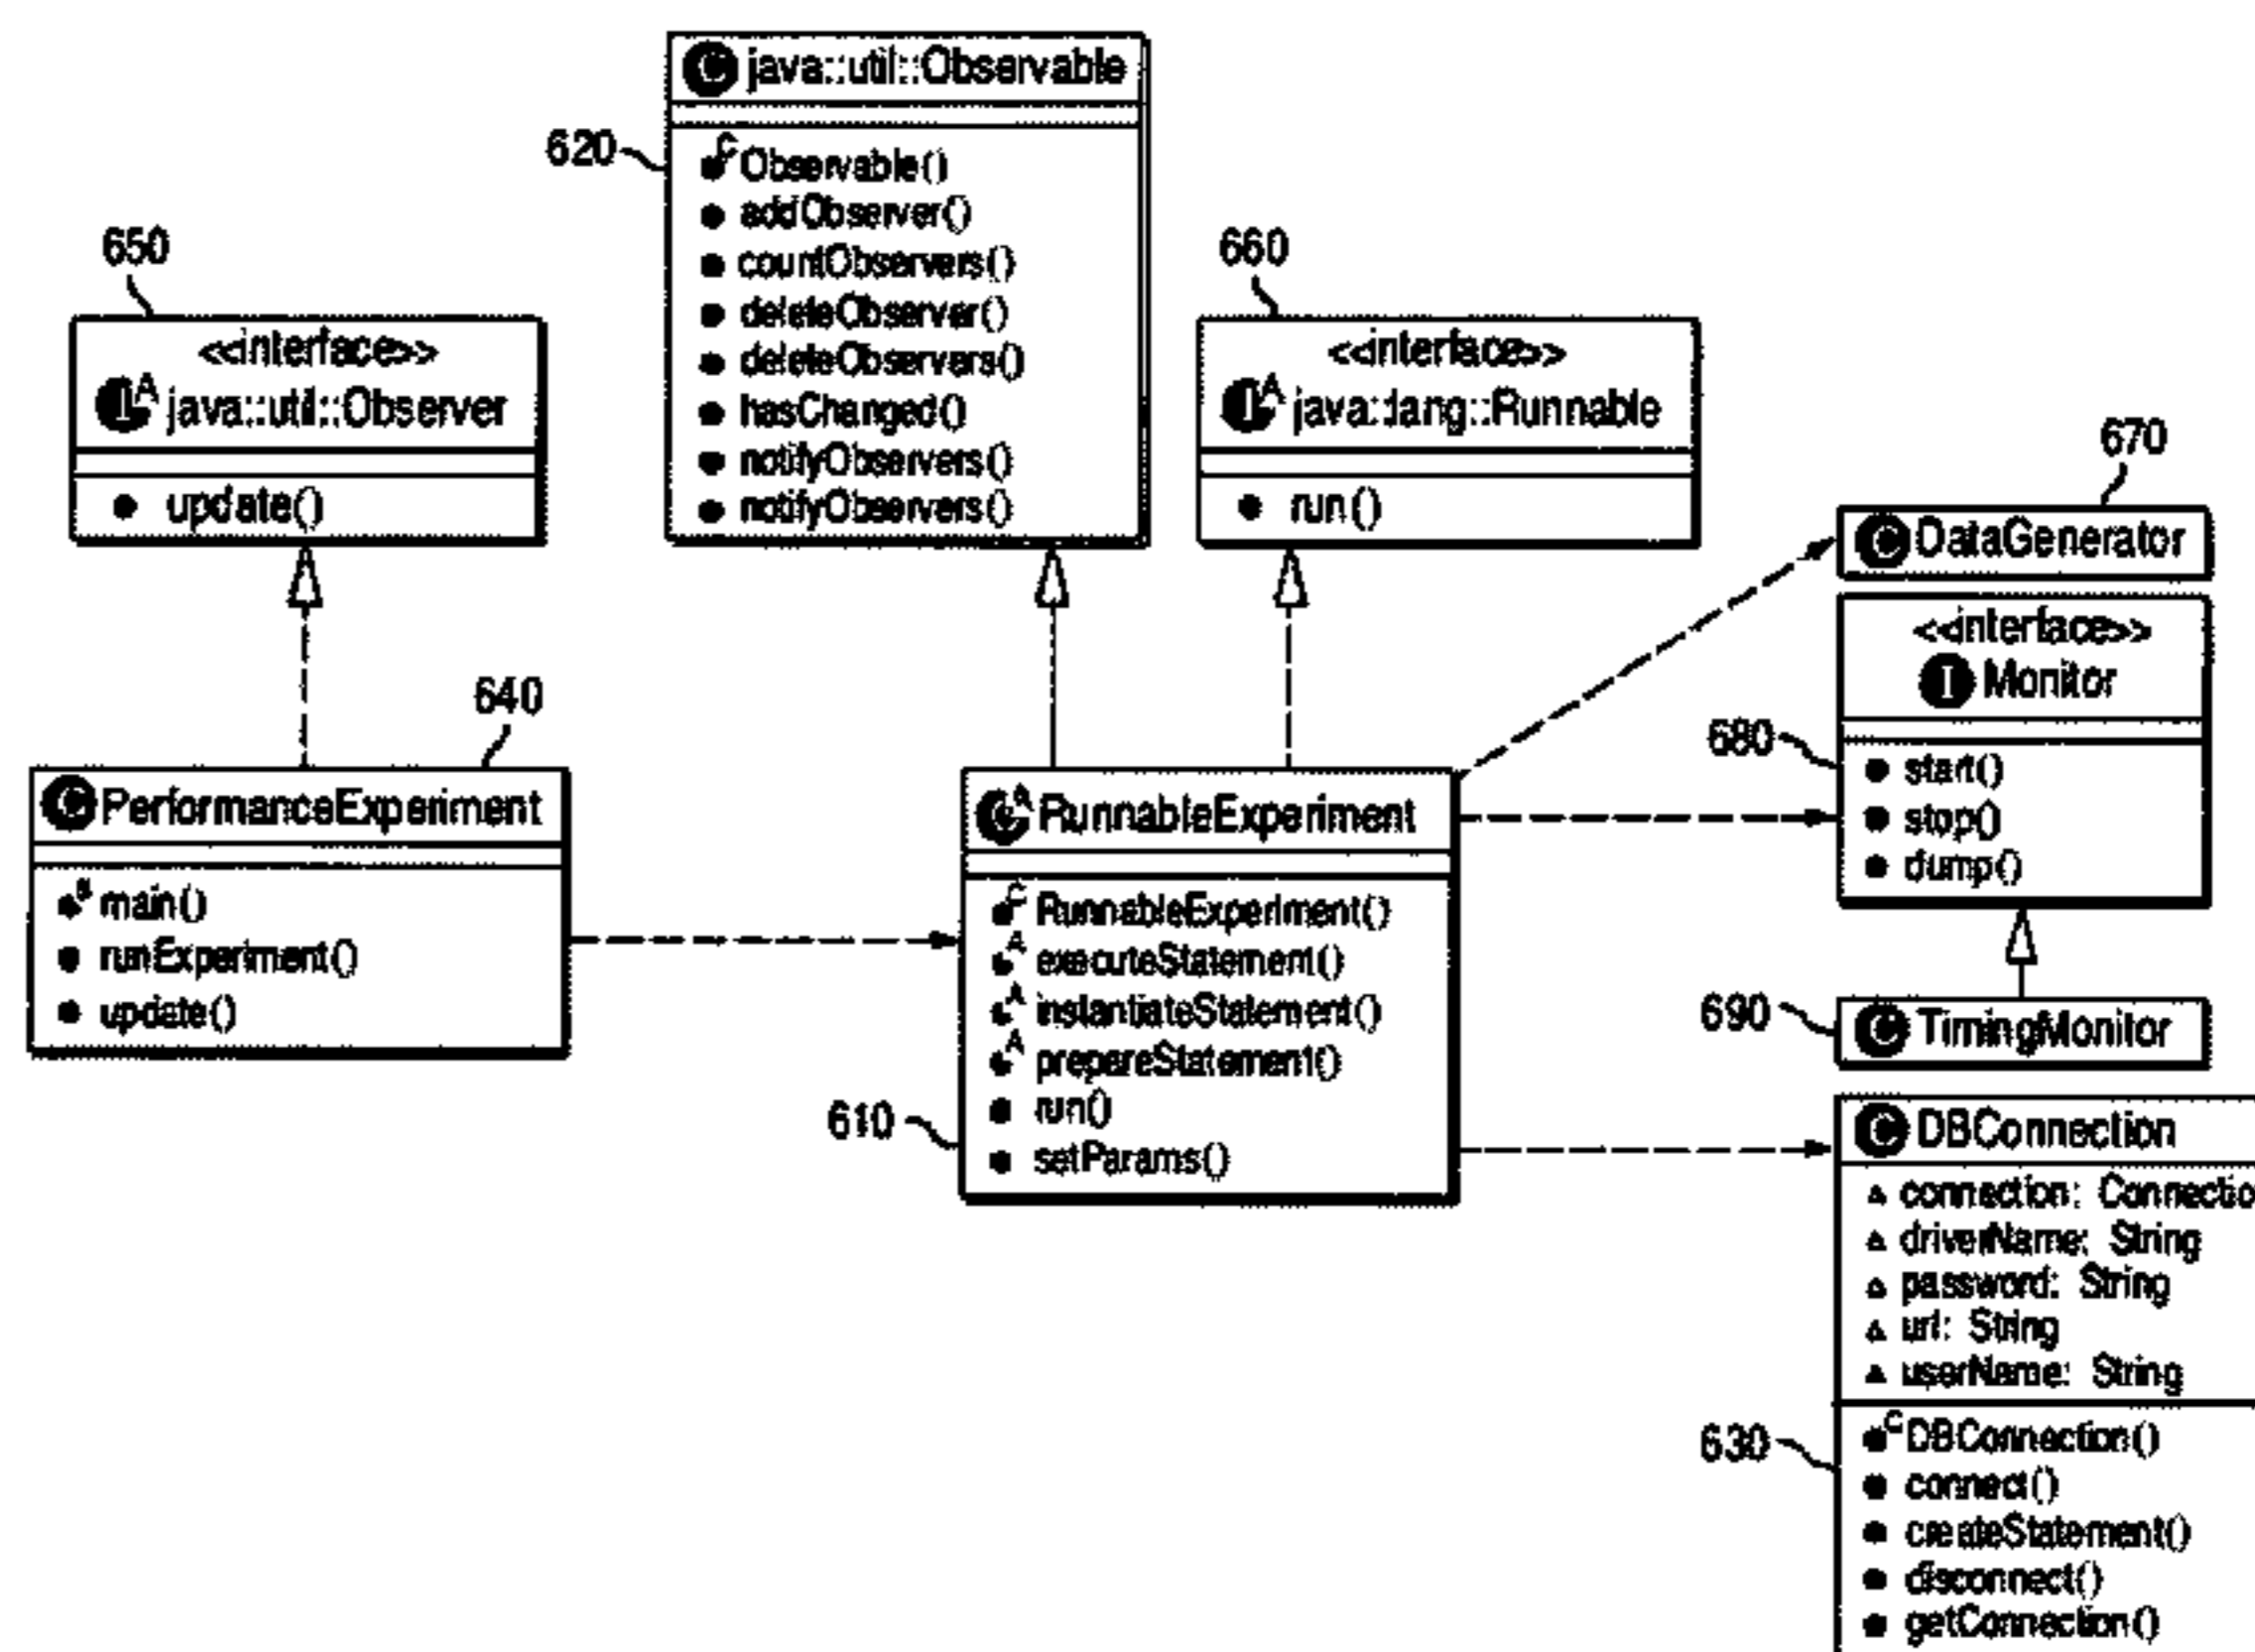 java::util::Observable
620
Observable()
addObserver()
countObservers()
deleteObserver()
deleteObservers()
hasChanged()
notifyObservers()
notifyObservers()
650
<<interface>>
I A java::util::Observer
update()
660
<<interface>>
I A java::lang::Runnable
run()
670
C DataGenerator
<<interface>>
I Monitor
680
start()
stop()
dump()
640
C PerformanceExperiment
main()
runExperiment()
update()
C A RunnableExperiment
C RunnableExperiment()
A executeStatement()
A instantiateStatement()
A prepareStatement()
run()
setParams()
610
690
C TimingMonitor
C DBConnection
connection: Connectio
driverName: String
password: String
url: String
userName: String
630
C DBConnection()
connect()
createStatement()
disconnect()
getConnection()